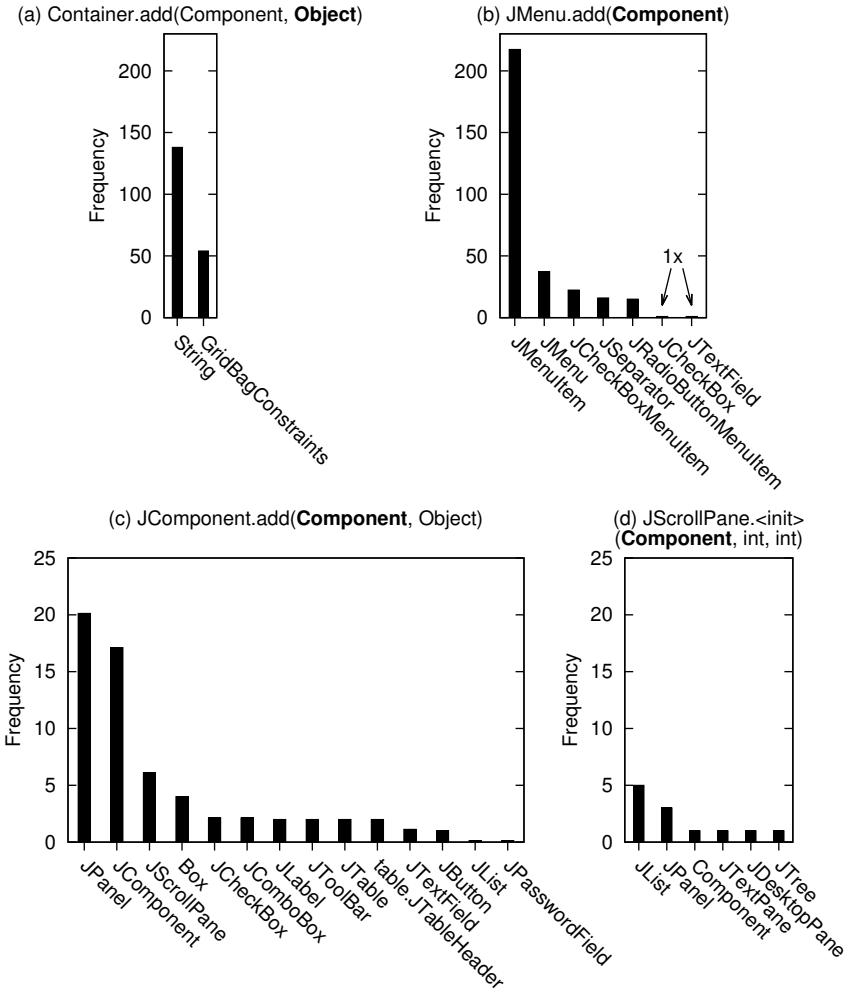 (a) Container.add(Component, Object)
Frequency
200
150
100
50
0
String
GridBagConstraints
(b) JMenu.add(Component)
Frequency
200
150
100
50
0
1x
JMenuItem
JMenu
JCheckBoxMenuItem
JSeparator
JRadioButtonMenuItem
JCheckBox
JTextField
(c) JComponent.add(Component, Object)
Frequency
25
20
15
10
5
0
JPanel
JComponent
JScrollPane
Box
JCheckBox
JComboBox
JLabel
JToolBar
JTable
table.JTableHeader
JTextField
JButton
JList
JPasswordField
(d) JScrollPane.<init>
(Component, int, int)
Frequency
25
20
15
10
5
0
JList
JPanel
Component
JTextPane
JDesktopPane
JTree